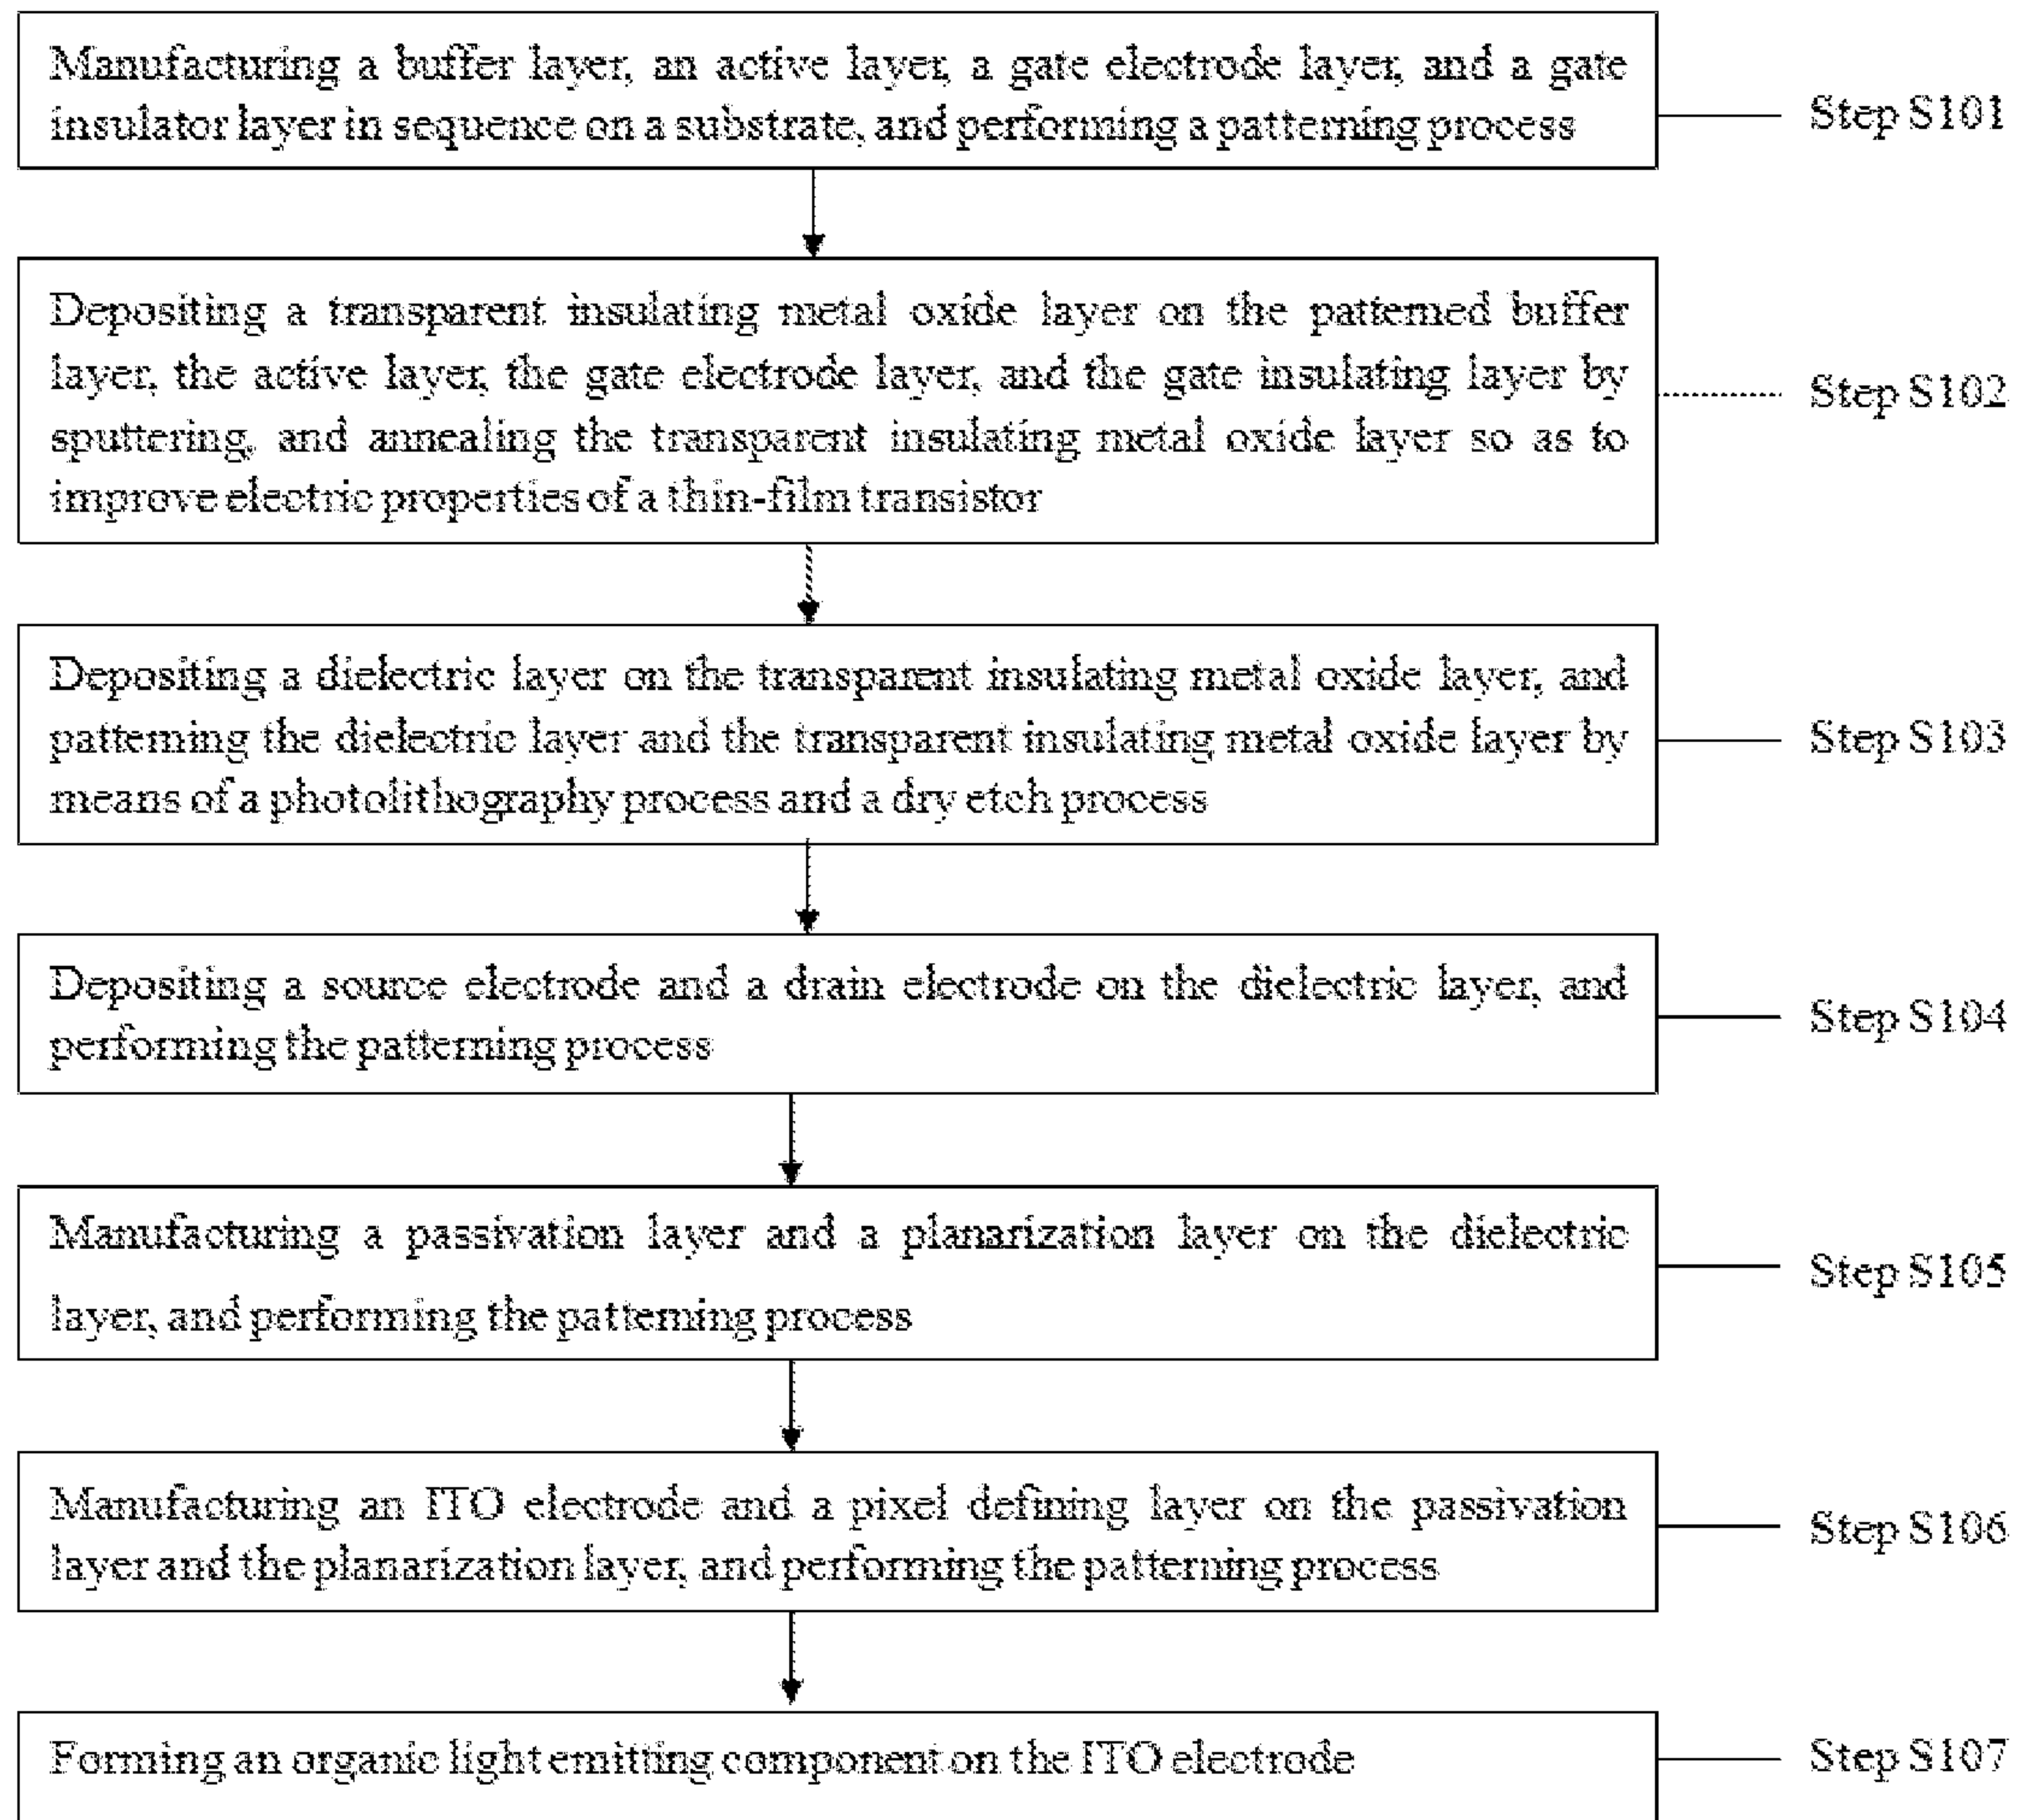 Manufacturing a buffer layer, an active layer, a gate electrode layer, and a gate
insulator layer in sequence on a substrate, and performing a patterning process
Step S101
Depositing a transparent insulating metal oxide layer on the patterned buffer
layer, the active layer, the gate electrode layer, and the gate insulating layer by
sputtering, and annealing the transparent insulating metal oxide layer so as to
improve electric properties of a thin-film transistor
Step S102
Depositing a dielectric layer on the transparent insulating metal oxide layer, and
patterning the dielectric layer and the transparent insulating metal oxide layer by
means of a photolithography process and a dry etch process
Step S103
Depositing a source electrode and a drain electrode on the dielectric layer, and
performing the patterning process
Step S104
Manufacturing a passivation layer and a planarization layer on the dielectric
layer, and performing the patterning process
Step S105
Manufacturing an ITO electrode and a pixel defining layer on the passivation
layer and the planarization layer, and performing the patterning process
Step S106
Forming an organic light emitting component on the ITO electrode
Step S107